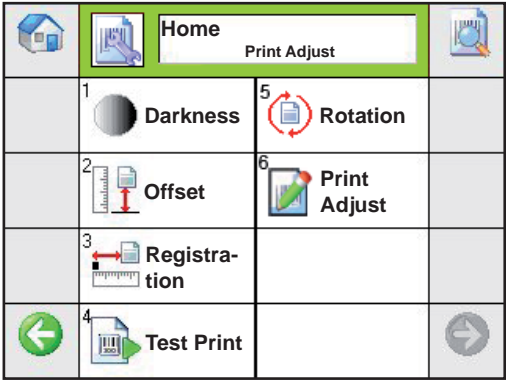 Home
Print Adjust
1
Darkness
5
Rotation
2
Offset
6
Print
Adjust
3
Registra-
tion
4
Test Print